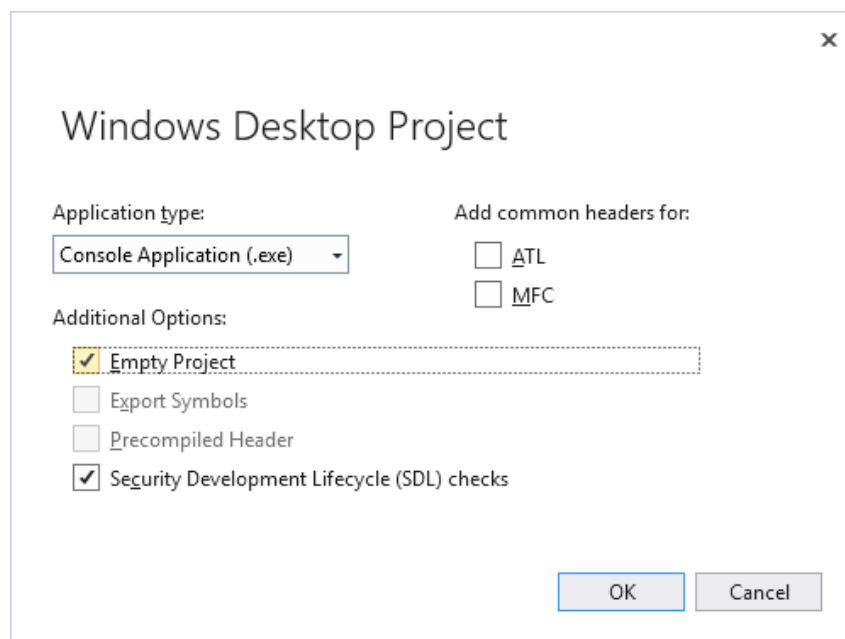 Windows Desktop Project
Application type:
Console Application (.exe)
Add common headers for:
ATL
MFC
Additional Options:
Empty Project
Export Symbols
Precompiled Header
Security Development Lifecycle (SDL) checks
OK
Cancel